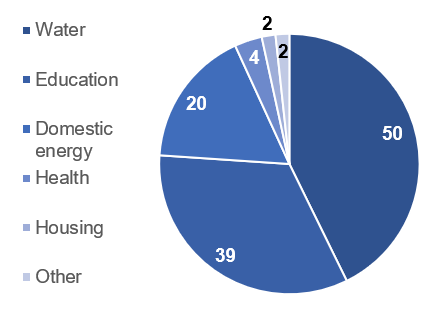 Water
Education
Domestic
energy
Health
Housing
Other
2
2
4
20
50
39